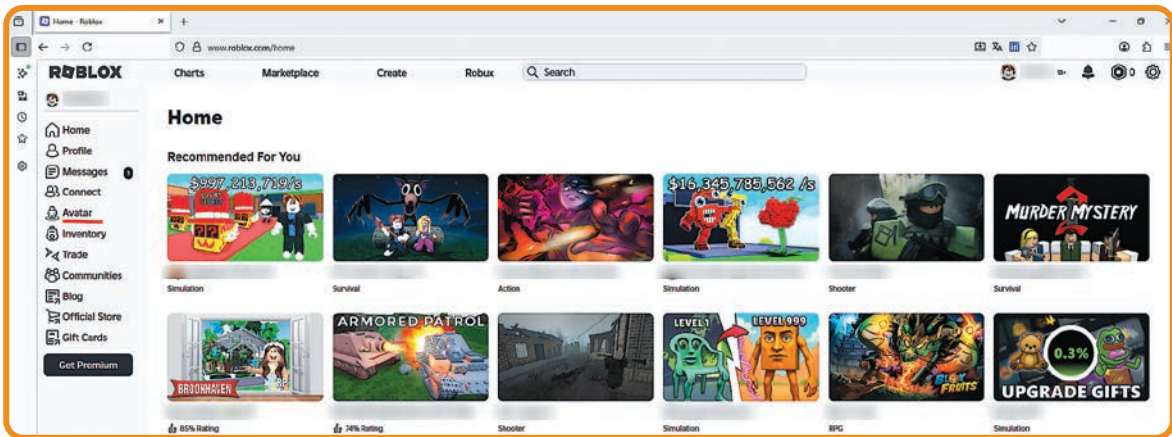 Home - Roblox
www.roblox.com/home
ROBLOX
Charts Marketplace Create Robux Search
0
Home
Profile
Messages 1
Connect
Avatar
Inventory
Trade
Communities
Blog
Official Store
Gift Cards
Get Premium
Home
Recommended For You
$997,213,719/s
$16,345,785,562 /s
MURDER MYSTERY
2
Simulation Survival Action Simulation Shooter Survival
BROOKHAVEN RP
ARMORED PATROL
LEVEL 1 LEVEL 999
BLOX FRUITS
0.3%
UPGRADE GIFTS
85% Rating 74% Rating Shooter Simulation RPG Simulation